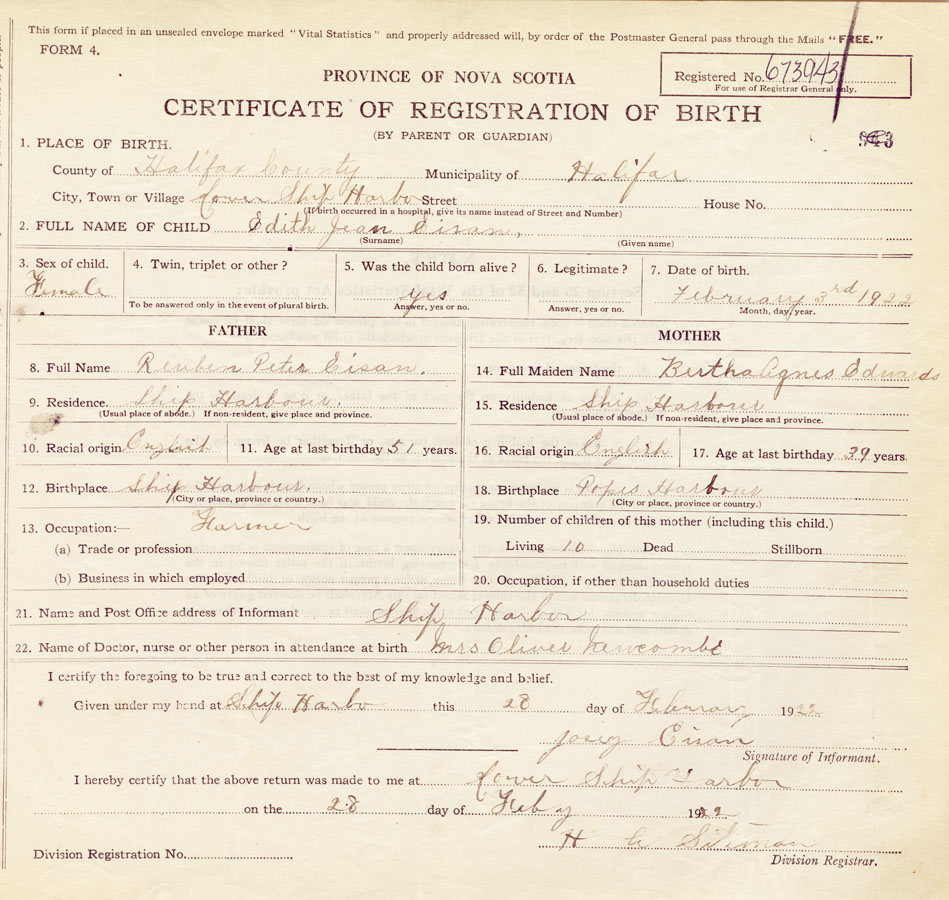 This form if placed in an unsealed envelope marked "Vital Statistics" and properly addressed will, by order of the Postmaster General pass through the Mails "FREE."
FORM 4.
Registered No. 673943
For use of Registrar General only.
PROVINCE OF NOVA SCOTIA
CERTIFICATE OF REGISTRATION OF BIRTH
(BY PARENT OR GUARDIAN)
1. PLACE OF BIRTH.
County of Halifax County Municipality of Halifax
City, Town or Village Lower Ship Harbor Street House No.
(If birth occurred in a hospital, give its name instead of Street and Number)
2. FULL NAME OF CHILD Edith Jean Eisan,
(Surname) (Given name)
3. Sex of child. 4. Twin, triplet or other? 5. Was the child born alive? 6. Legitimate? 7. Date of birth.
Female yes February 3rd 1922
To be answered only in the event of plural birth. Answer, yes or no. Answer, yes or no. Month, day, year.
FATHER
8. Full Name Reuben Peter Eisan.
9. Residence. Ship Harbour.
(Usual place of abode.) If non-resident, give place and province.
10. Racial origin English 11. Age at last birthday 51 years.
12. Birthplace Ship Harbour.
(City or place, province or country.)
13. Occupation:— Farmer
(a) Trade or profession
(b) Business in which employed
MOTHER
14. Full Maiden Name Bertha Agnes Edwards
15. Residence Ship Harbour
(Usual place of abode.) If non-resident, give place and province.
16. Racial origin English 17. Age at last birthday 39 years.
18. Birthplace Popes Harbour
(City or place, province or country.)
19. Number of children of this mother (including this child.)
Living 10 Dead Stillborn
20. Occupation, if other than household duties
21. Name and Post Office address of Informant Ship Harbor
22. Name of Doctor, nurse or other person in attendance at birth Mrs Oliver Newcombe
I certify the foregoing to be true and correct to the best of my knowledge and belief.
Given under my hand at Ship Harbo this 28 day of February 1922
Eisan
Signature of Informant.
I hereby certify that the above return was made to me at Lower Ship Harbor
on the 28 day of Feby 1922
H
Division Registration No. Division Registrar.